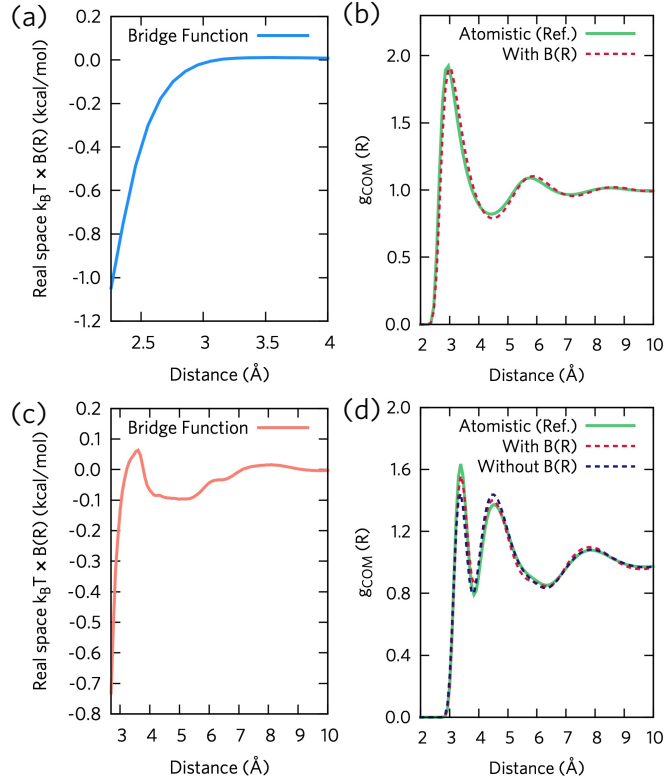 (a)
Real space k_BT × B(R) (kcal/mol)
0.2
0.0
-0.2
-0.4
-0.6
-0.8
-1.0
-1.2
Bridge Function
2.5 3 3.5 4
Distance (Å)
(b)
g_COM (R)
2.0
1.5
1.0
0.5
0.0
Atomistic (Ref.)
With B(R)
2 3 4 5 6 7 8 9 10
Distance (Å)
(c)
Real space k_BT × B(R) (kcal/mol)
0.2
0.1
0.0
-0.1
-0.2
-0.3
-0.4
-0.5
-0.6
-0.7
-0.8
Bridge Function
3 4 5 6 7 8 9 10
Distance (Å)
(d)
g_COM (R)
2.0
1.6
1.2
0.8
0.4
0.0
Atomistic (Ref.)
With B(R)
Without B(R)
2 3 4 5 6 7 8 9 10
Distance (Å)